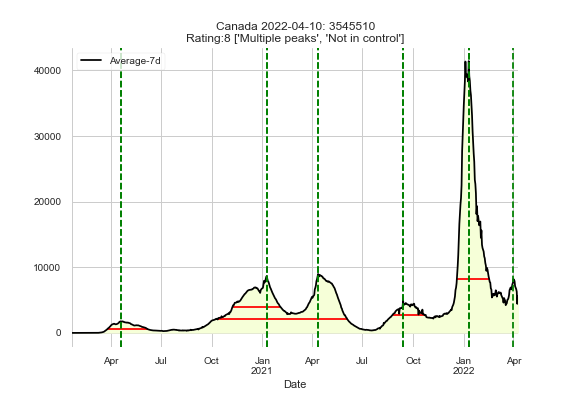 Canada 2022-04-10: 3545510
Rating:8 ['Multiple peaks', 'Not in control']
Average-7d
40000
30000
20000
10000
0
Apr Jul Oct Jan Apr Jul Oct Jan Apr
2021 2022
Date